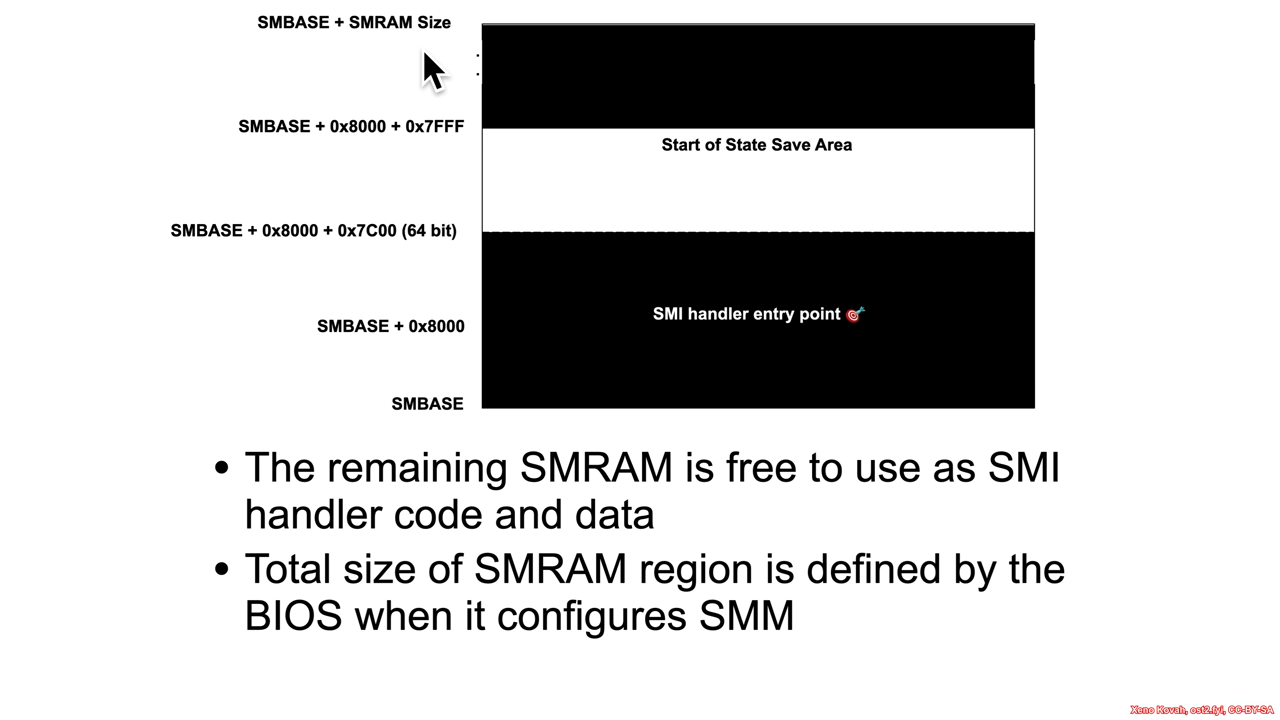 SMBASE + SMRAM Size
:
SMBASE + 0x8000 + 0x7FFF
Start of State Save Area
SMBASE + 0x8000 + 0x7C00 (64 bit)
SMI handler entry point 🎯
SMBASE + 0x8000
SMBASE
• The remaining SMRAM is free to use as SMI
handler code and data
• Total size of SMRAM region is defined by the
BIOS when it configures SMM
Xeno Kovah, ost2.fyi, CC-BY-SA